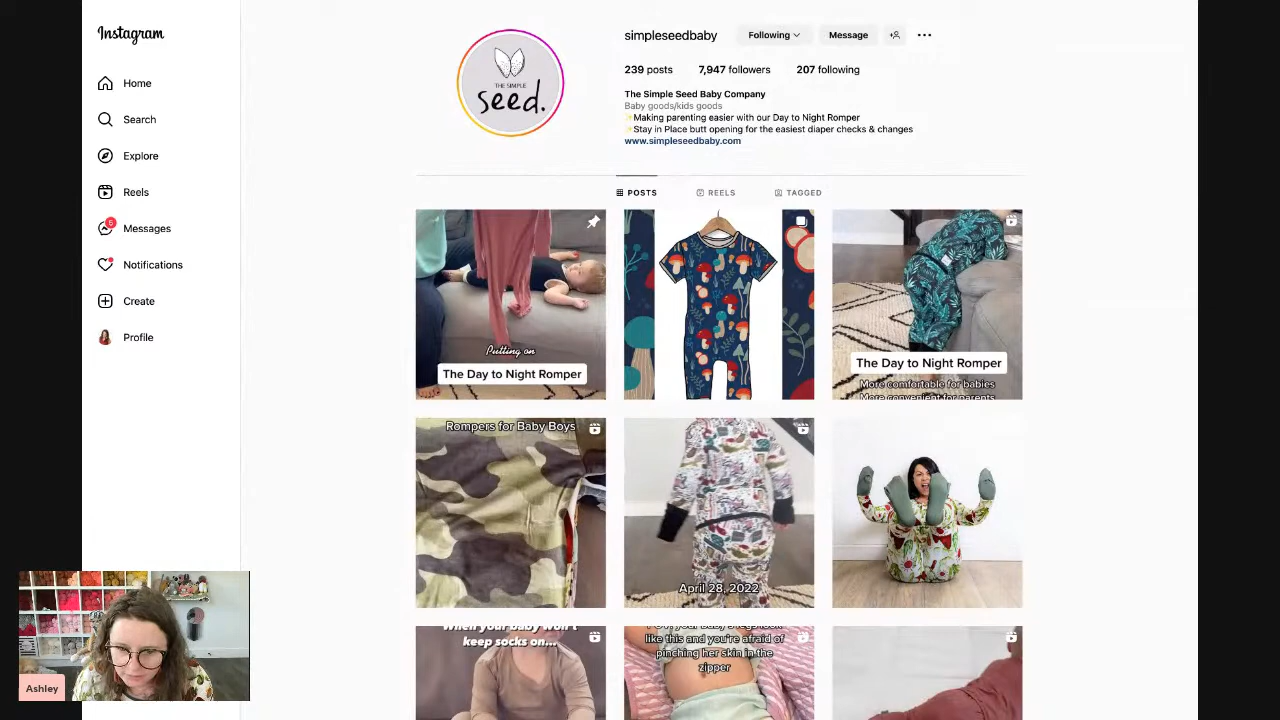 Instagram
Home
Search
Explore
Reels
6
Messages
Notifications
Create
Profile
THE SIMPLE
seed.
simpleseedbaby
Following
Message
239 posts
7,947 followers
207 following
The Simple Seed Baby Company
Baby goods/kids goods
✨Making parenting easier with our Day to Night Romper
✨Stay in Place butt opening for the easiest diaper checks & changes
www.simpleseedbaby.com
POSTS
REELS
TAGGED
Putting on
The Day to Night Romper
The Day to Night Romper
More comfortable for babies
More convenient for parents
Rompers for Baby Boys
April 28, 2022
When your baby won't
keep socks on...
like this and you're afraid of
pinching her skin in the
zipper
Ashley